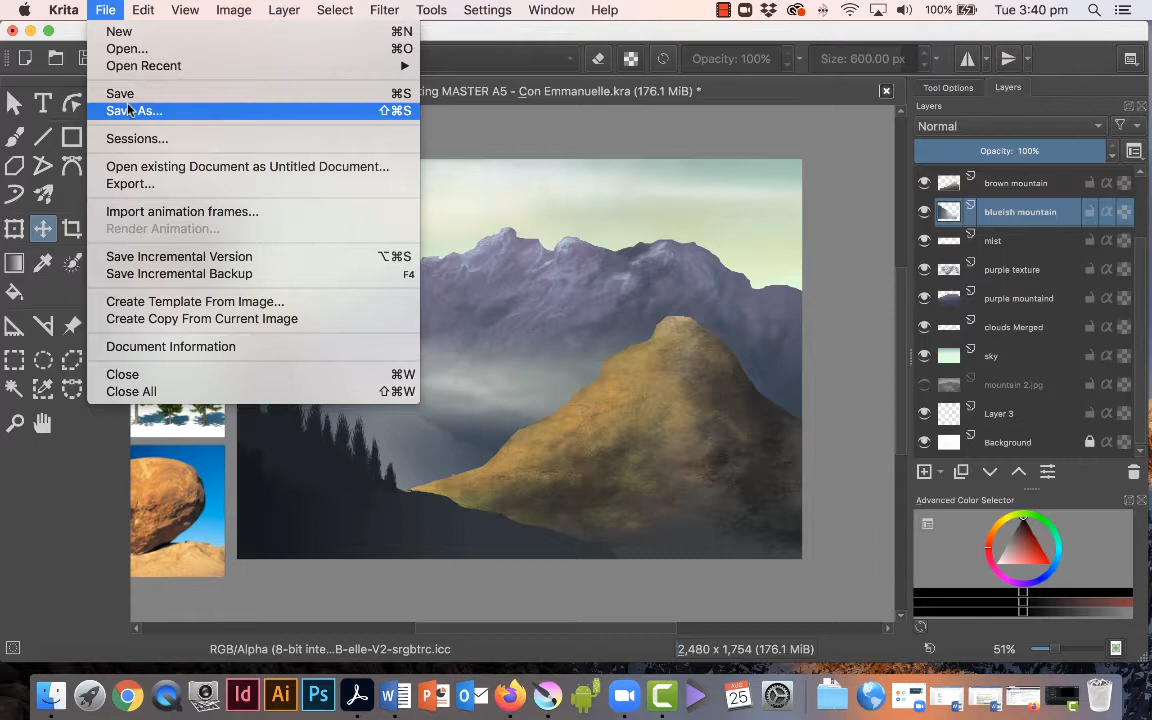 Krita File Edit View Image Layer Select Filter Tools Settings Window Help 100% Tue 3:40 pm
New ⌘N
Open... ⌘O
Open Recent
Save ⌘S
Save As... ⇧⌘S
Sessions...
Open existing Document as Untitled Document...
Export...
Import animation frames...
Render Animation...
Save Incremental Version ⌥⌘S
Save Incremental Backup F4
Create Template From Image...
Create Copy From Current Image
Document Information
Close ⌘W
Close All ⇧⌘W
Opacity: 100% Size: 600.00 px
MASTER A5 - Con Emmanuelle.kra (176.1 MiB) *
Tool Options Layers
Layers
Normal
Opacity: 100%
brown mountain
blueish mountain
mist
purple texture
purple mountaind
clouds Merged
sky
mountain 2.jpg
Layer 3
Background
Advanced Color Selector
RGB/Alpha (8-bit inte...B-elle-V2-srgbtrc.icc 2,480 x 1,754 (176.1 MiB) 51%
Id Ai Ps W P
AUG
25